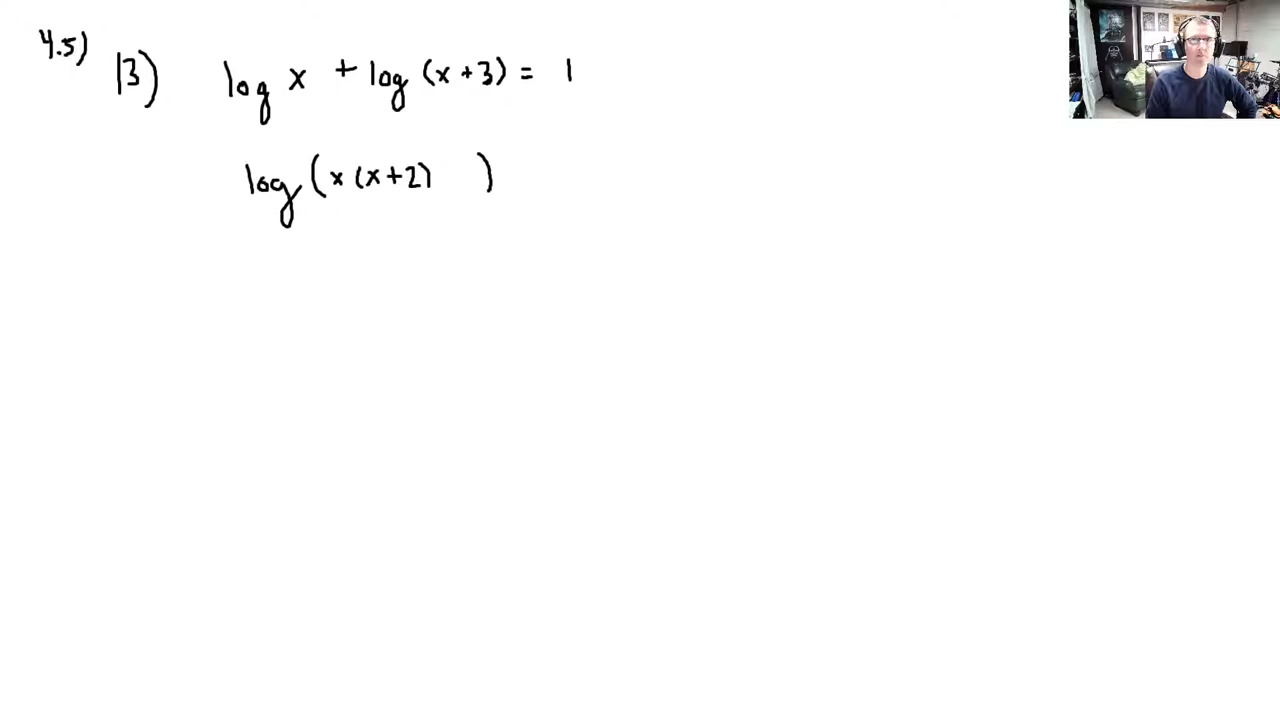 4.5)
13) log x + log (x+3) = 1
log (x(x+2) )